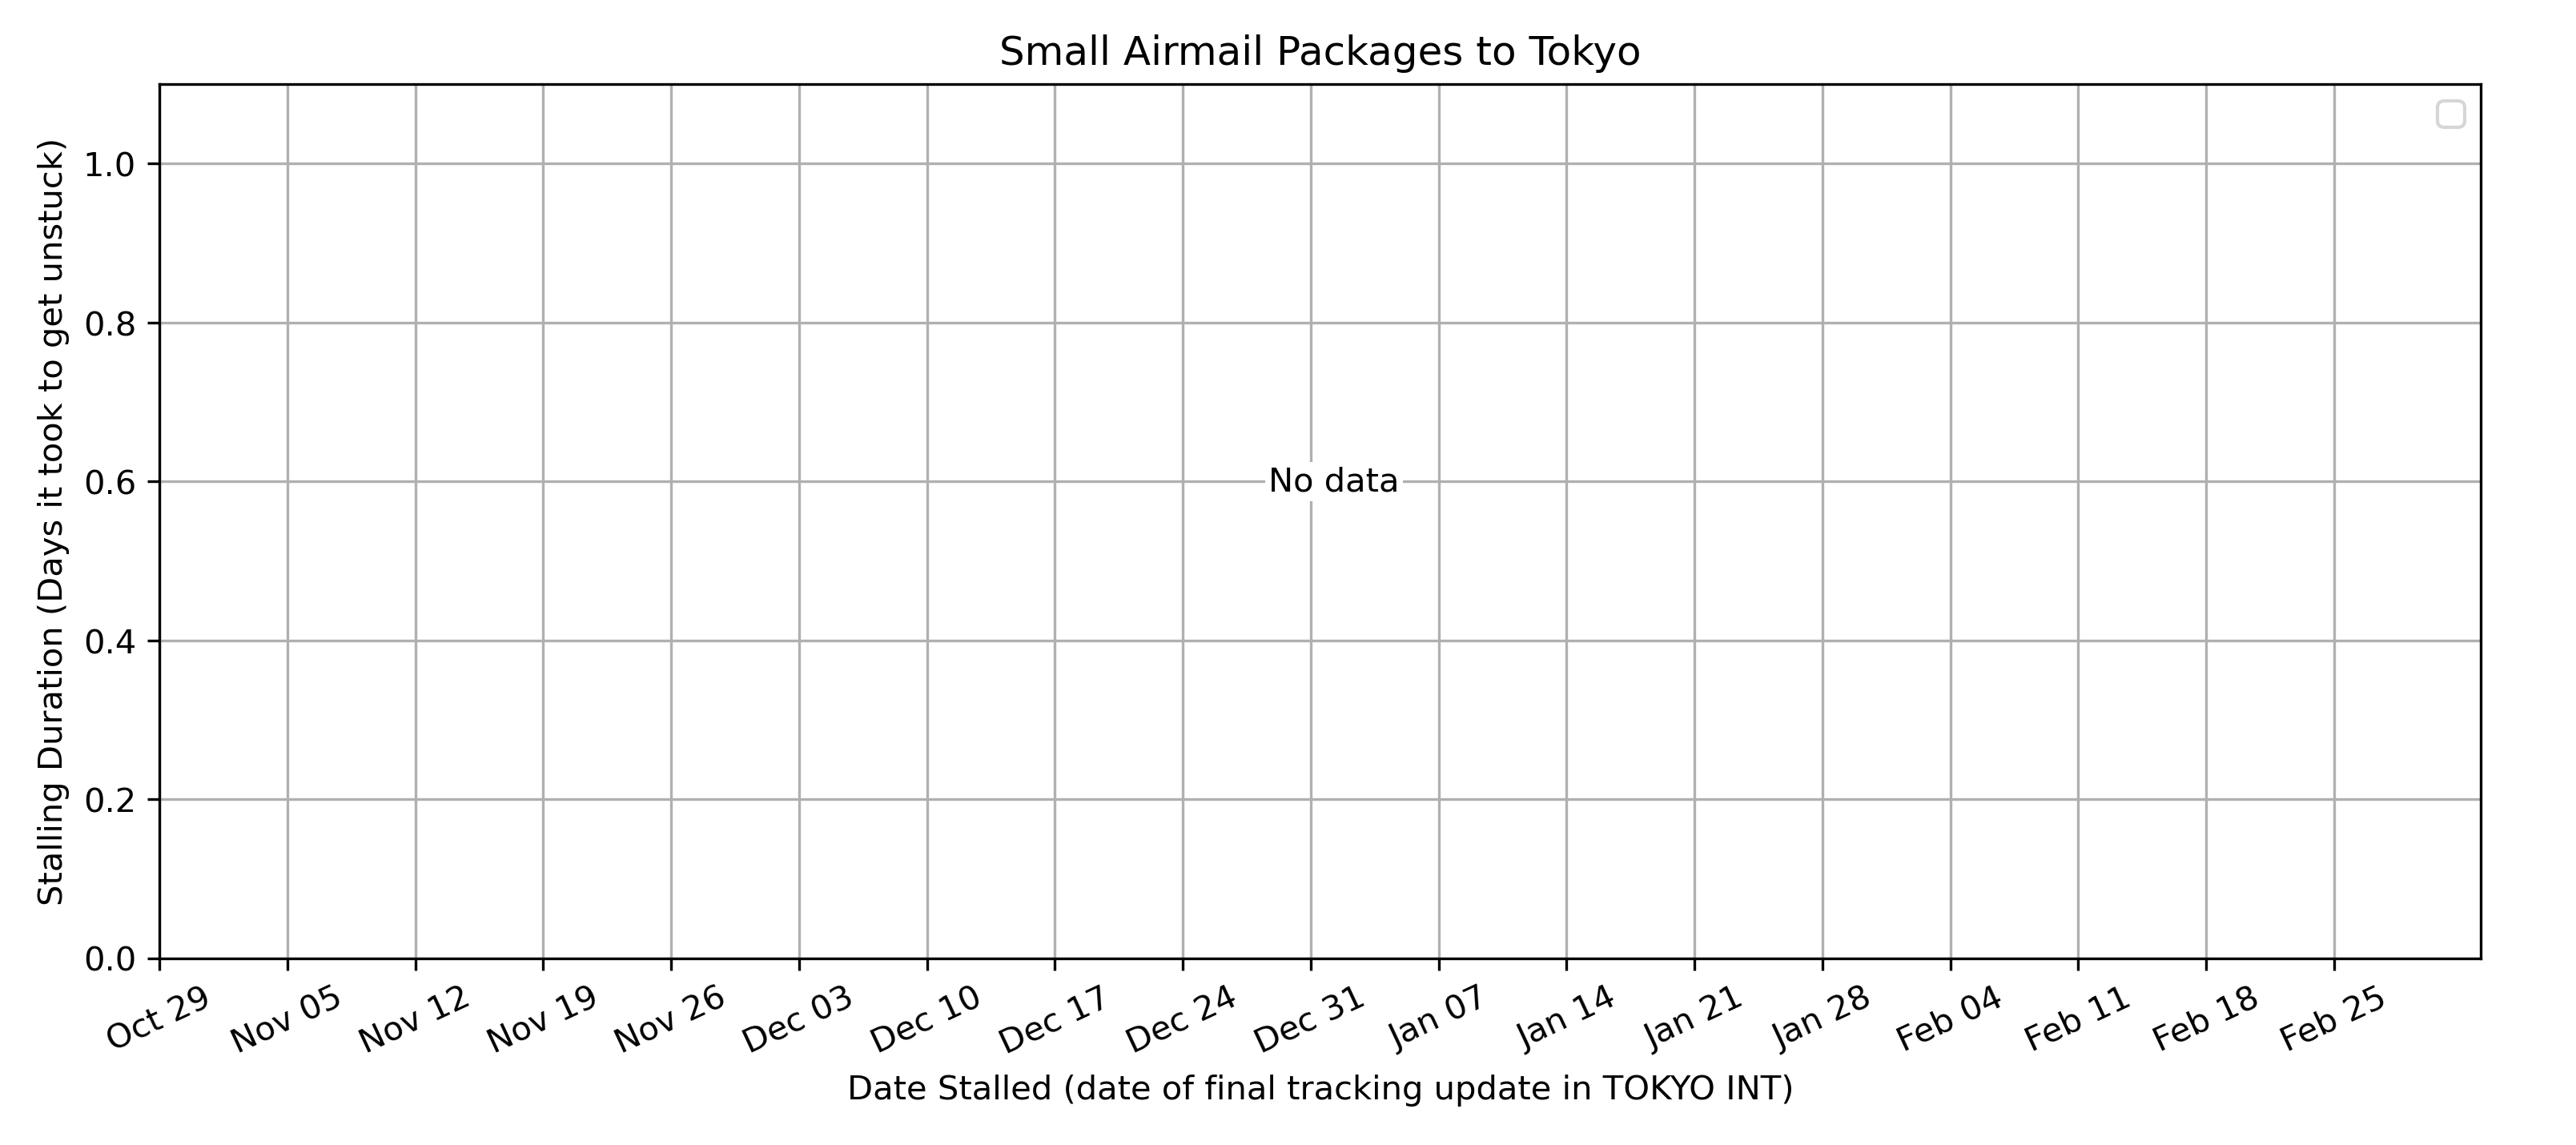 Small Airmail Packages to Tokyo
Stalling Duration (Days it took to get unstuck)
1.0
0.8
0.6
0.4
0.2
0.0
No data
Oct 29
Nov 05
Nov 12
Nov 19
Nov 26
Dec 03
Dec 10
Dec 17
Dec 24
Dec 31
Jan 07
Jan 14
Jan 21
Jan 28
Feb 04
Feb 11
Feb 18
Feb 25
Date Stalled (date of final tracking update in TOKYO INT)